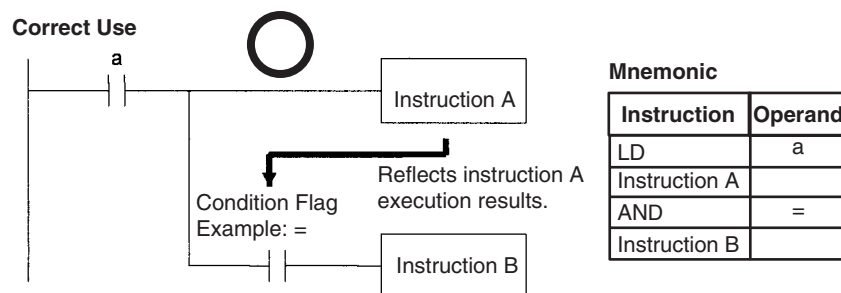 Correct Use
a
Instruction A
Reflects instruction A
execution results.
Condition Flag
Example: =
Instruction B
Mnemonic
Instruction Operand
LD a
Instruction A
AND =
Instruction B